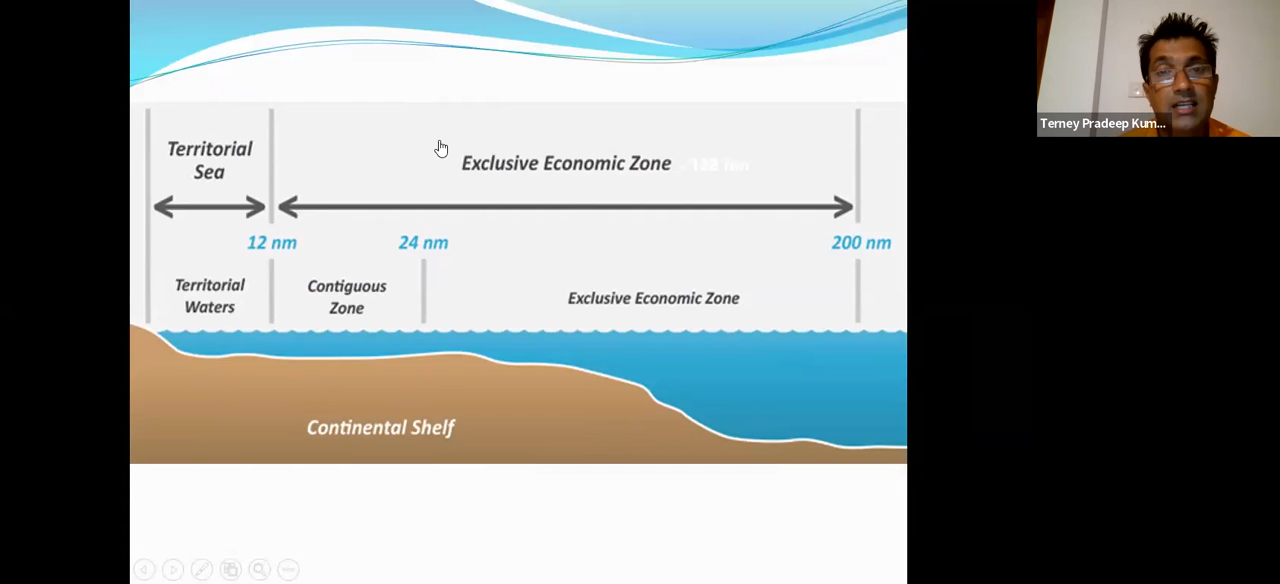 Territorial
Sea
Exclusive Economic Zone
12 nm
24 nm
200 nm
Territorial
Waters
Contiguous
Zone
Exclusive Economic Zone
Continental Shelf
Terney Pradeep Kum...